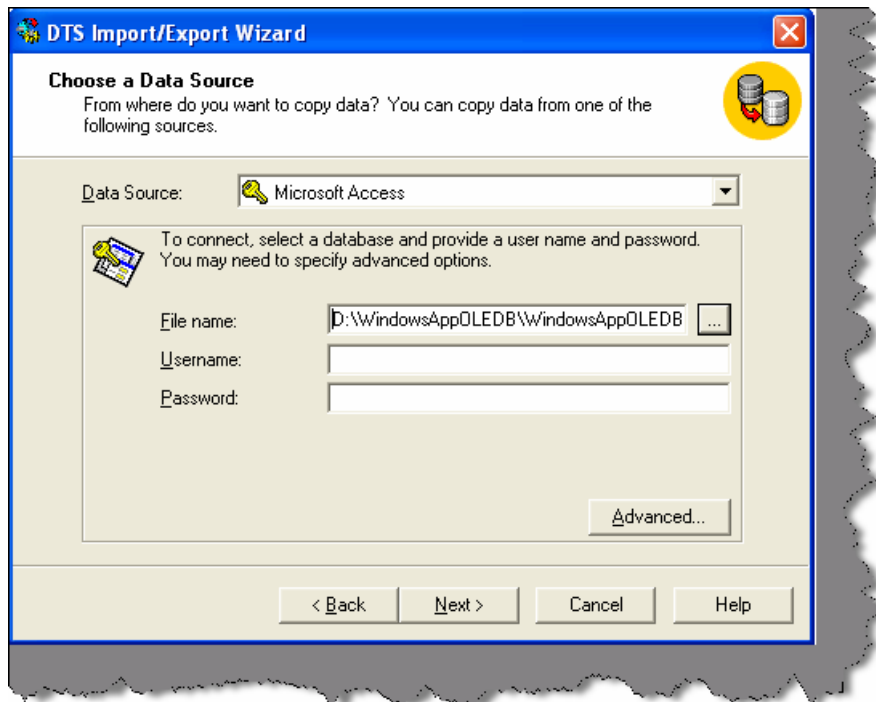 DTS Import/Export Wizard
Choose a Data Source
From where do you want to copy data? You can copy data from one of the
following sources.
Data Source: Microsoft Access
To connect, select a database and provide a user name and password.
You may need to specify advanced options.
File name: D:\WindowsAppOLEDB\WindowsAppOLEDB ...
Username:
Password:
Advanced...
< Back Next > Cancel Help